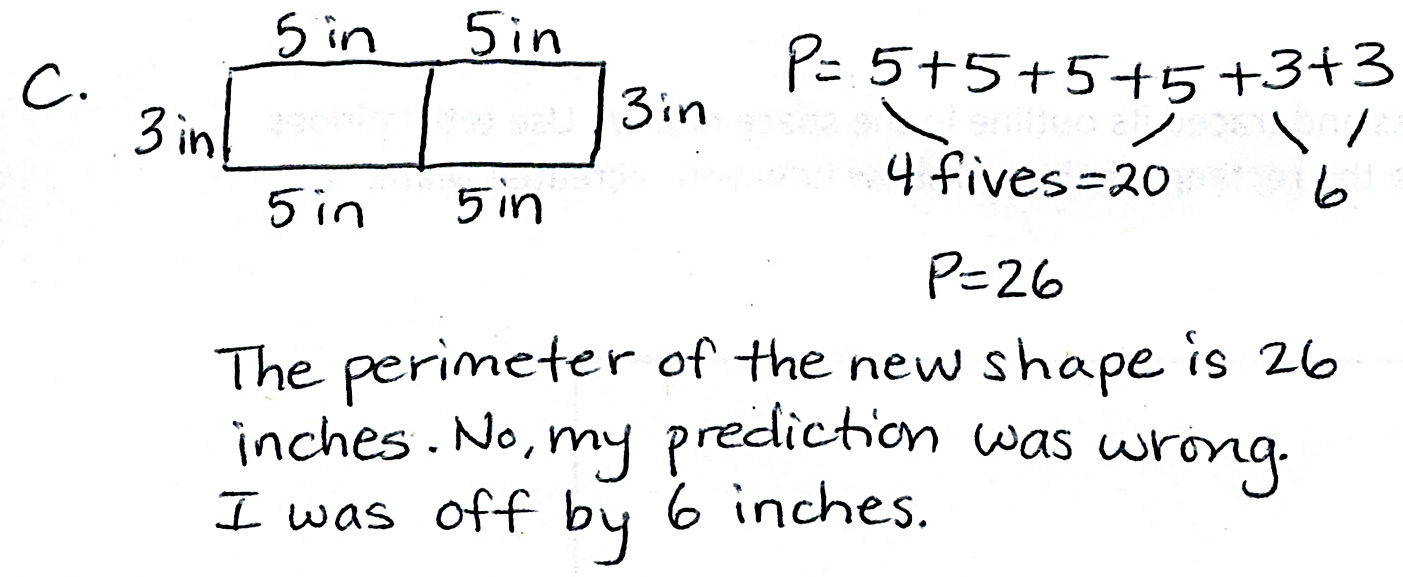 C.
5 in 5 in
3 in 3 in
5 in 5 in
P= 5+5+5+5+3+3
4 fives=20 6
P=26
The perimeter of the new shape is 26
inches. No, my prediction was wrong.
I was off by 6 inches.